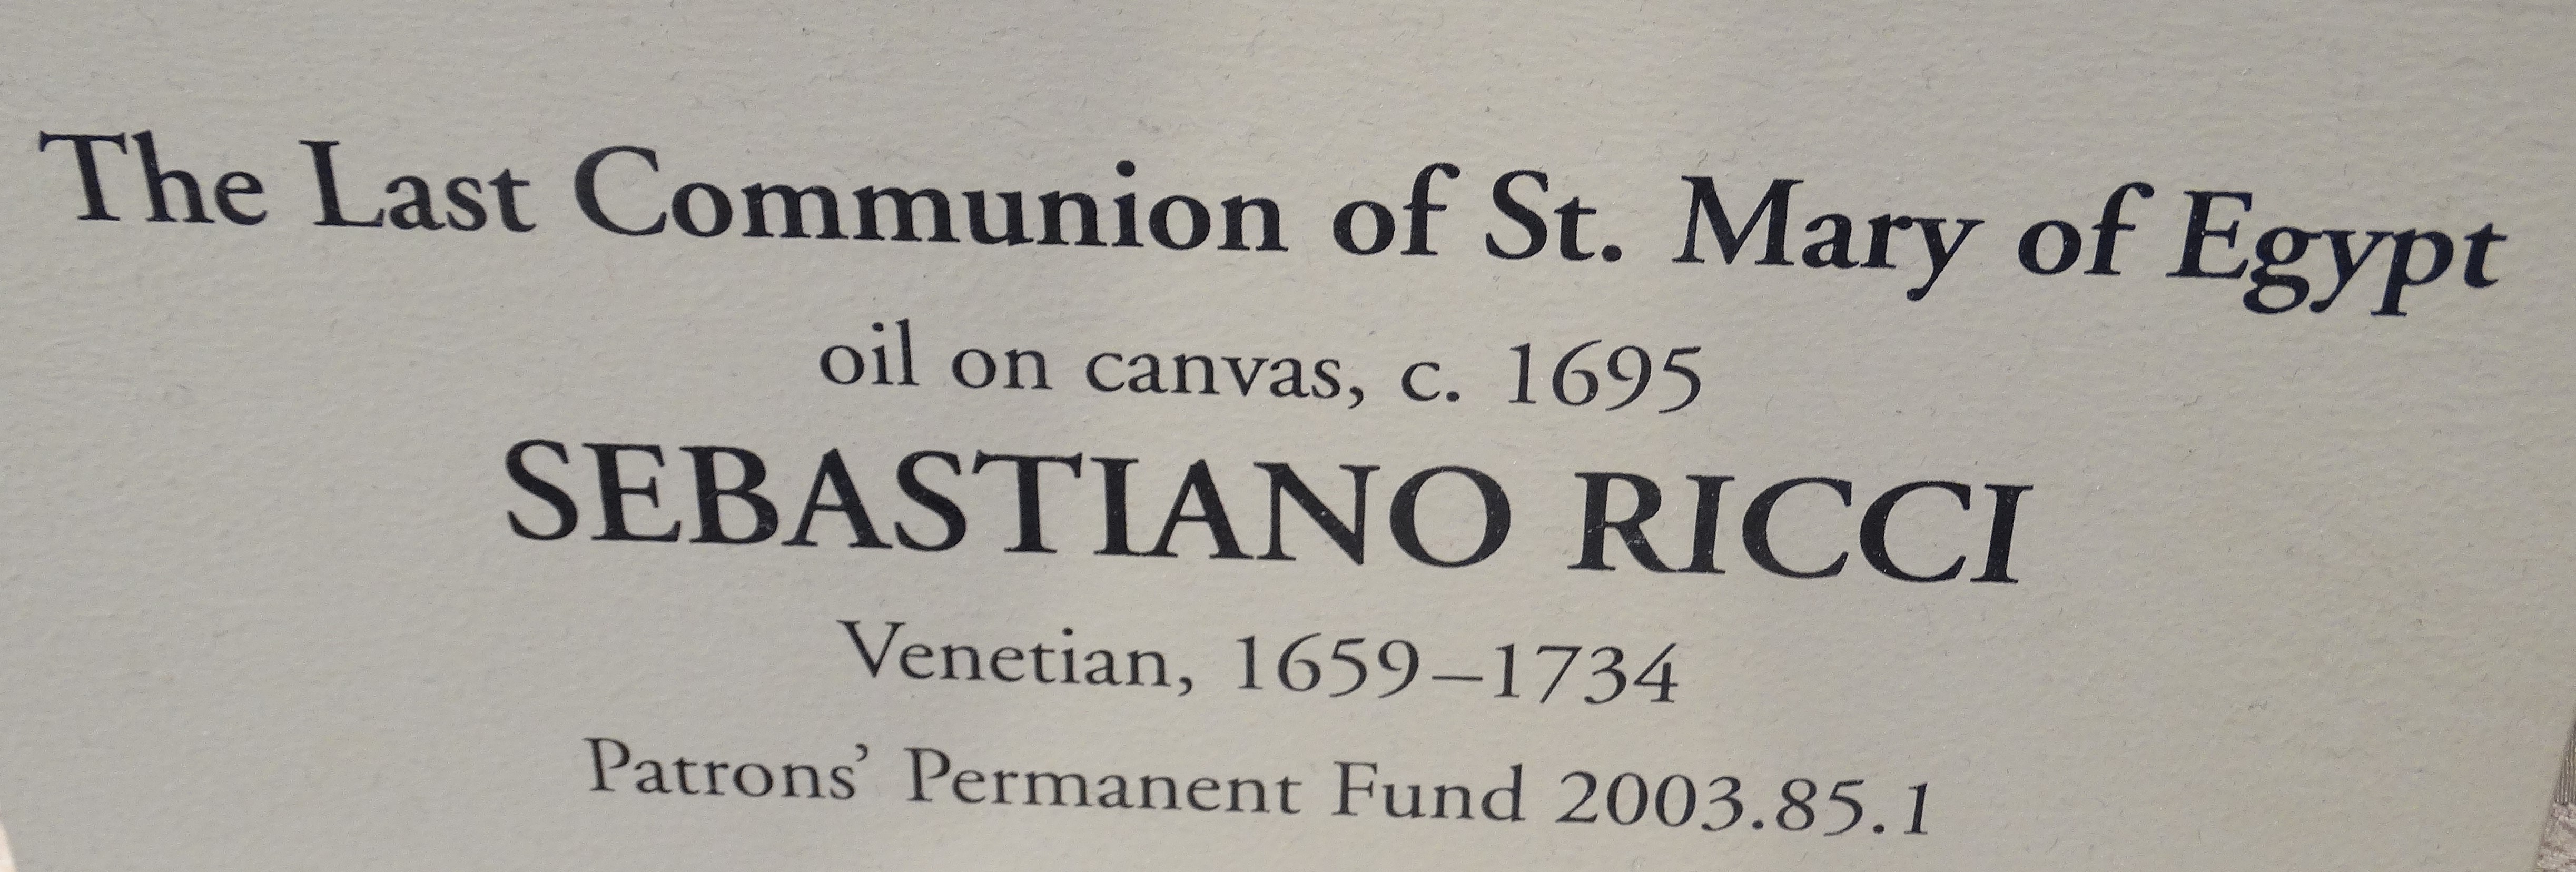 The Last Communion of St. Mary of Egypt
oil on canvas, c. 1695
SEBASTIANO RICCI
Venetian, 1659–1734
Patrons’ Permanent Fund 2003.85.1